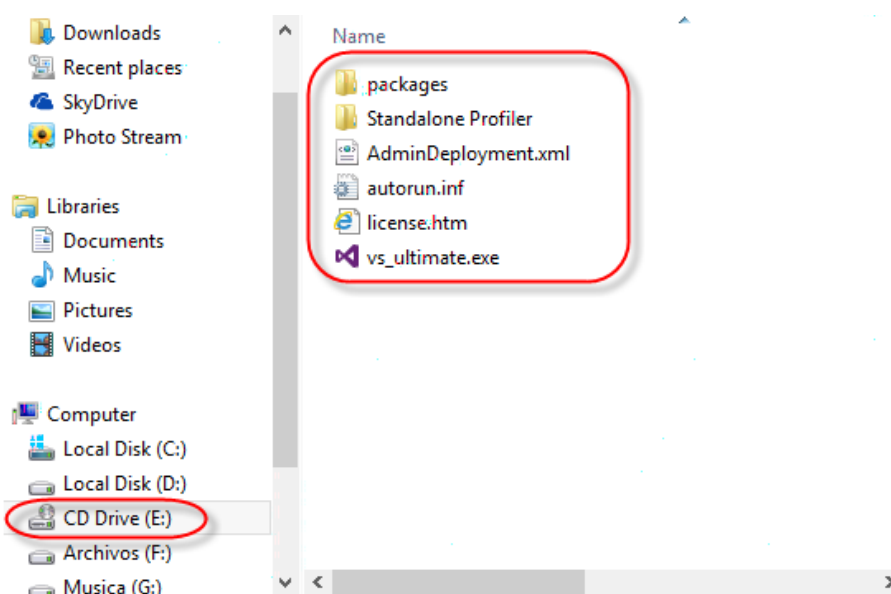 Downloads
Recent places
SkyDrive
Photo Stream
Libraries
Documents
Music
Pictures
Videos
Computer
Local Disk (C:)
Local Disk (D:)
CD Drive (E:)
Archivos (F:)
Musica (G:)
Name
packages
Standalone Profiler
AdminDeployment.xml
autorun.inf
license.htm
vs_ultimate.exe